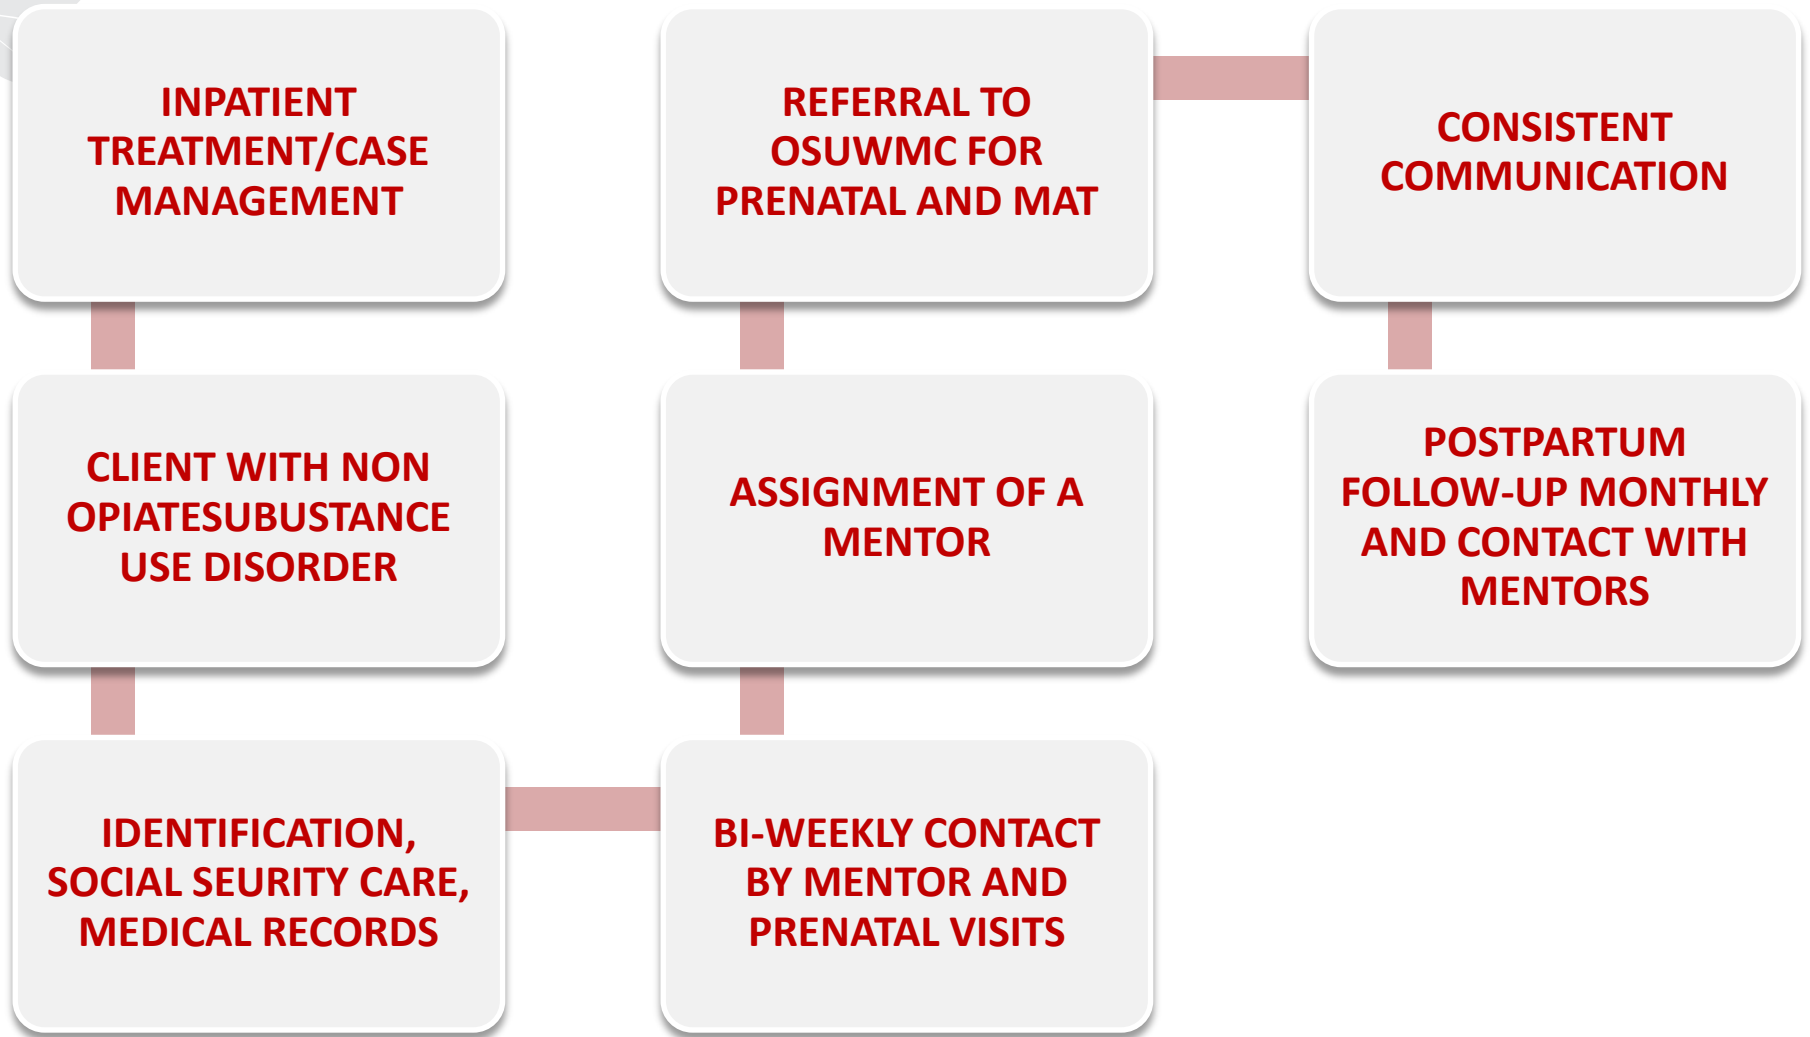 INPATIENT
TREATMENT/CASE
MANAGEMENT
CLIENT WITH NON
OPIATESUBUSTANCE
USE DISORDER
IDENTIFICATION,
SOCIAL SEURITY CARE,
MEDICAL RECORDS
BI-WEEKLY CONTACT
BY MENTOR AND
PRENATAL VISITS
ASSIGNMENT OF A
MENTOR
REFERRAL TO
OSUWMC FOR
PRENATAL AND MAT
CONSISTENT
COMMUNICATION
POSTPARTUM
FOLLOW-UP MONTHLY
AND CONTACT WITH
MENTORS